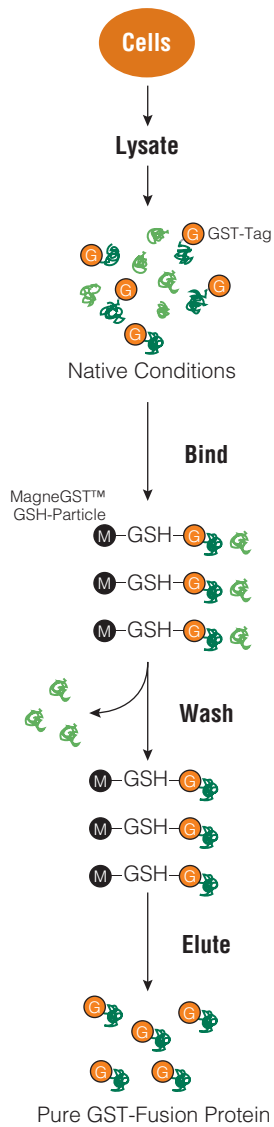 Cells
Lysate
G GST-Tag
G
G G
G
Native Conditions
Bind
MagneGST™
GSH-Particle
M GSH G
M GSH G
M GSH G
Wash
M GSH G
M GSH G
M GSH G
Elute
G G
G
G G
Pure GST-Fusion Protein